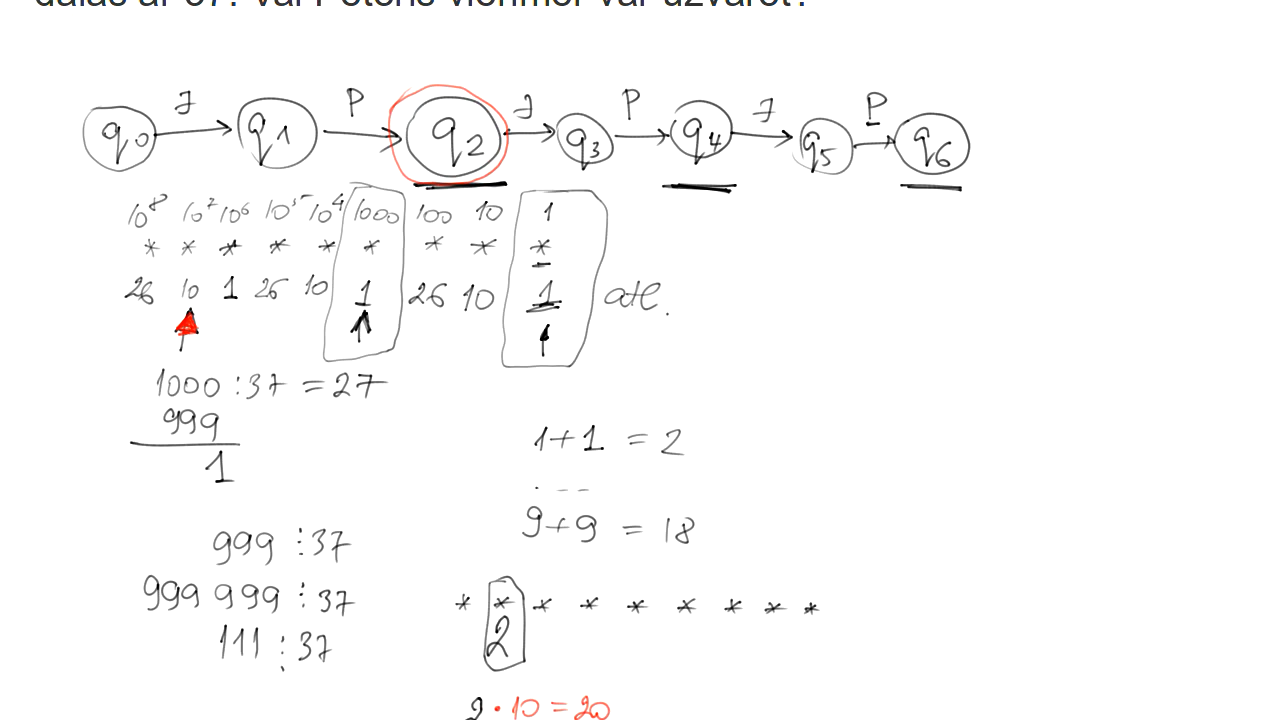 dalās ar 37. Vai Pēteris vienmēr var uzvarēt?
J P J P J P
q0 q1 q2 q3 q4 q5 q6
10^8 10^7 10^6 10^5 10^4 1000 100 10 1
* * * * * * * * *
26 10 1 26 10 1 26 10 1 atl.
1000 : 37 = 27
999
1
1+1 = 2
9+9 = 18
999 ⋮ 37
999 999 ⋮ 37
111 ⋮ 37
* * * * * * * * *
2
2 · 10 = 20